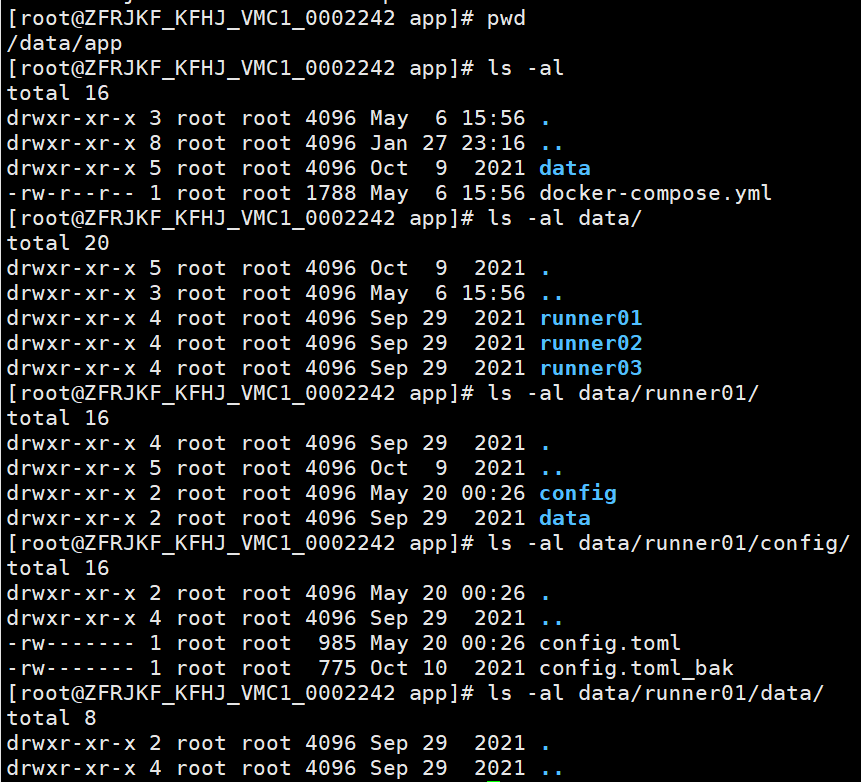 [root@ZFRJKF_KFHJ_VMC1_0002242 app]# pwd
/data/app
[root@ZFRJKF_KFHJ_VMC1_0002242 app]# ls -al
total 16
drwxr-xr-x 3 root root 4096 May  6 15:56 .
drwxr-xr-x 8 root root 4096 Jan 27 23:16 ..
drwxr-xr-x 5 root root 4096 Oct  9  2021 data
-rw-r--r-- 1 root root 1788 May  6 15:56 docker-compose.yml
[root@ZFRJKF_KFHJ_VMC1_0002242 app]# ls -al data/
total 20
drwxr-xr-x 5 root root 4096 Oct  9  2021 .
drwxr-xr-x 3 root root 4096 May  6 15:56 ..
drwxr-xr-x 4 root root 4096 Sep 29  2021 runner01
drwxr-xr-x 4 root root 4096 Sep 29  2021 runner02
drwxr-xr-x 4 root root 4096 Sep 29  2021 runner03
[root@ZFRJKF_KFHJ_VMC1_0002242 app]# ls -al data/runner01/
total 16
drwxr-xr-x 4 root root 4096 Sep 29  2021 .
drwxr-xr-x 5 root root 4096 Oct  9  2021 ..
drwxr-xr-x 2 root root 4096 May 20 00:26 config
drwxr-xr-x 2 root root 4096 Sep 29  2021 data
[root@ZFRJKF_KFHJ_VMC1_0002242 app]# ls -al data/runner01/config/
total 16
drwxr-xr-x 2 root root 4096 May 20 00:26 .
drwxr-xr-x 4 root root 4096 Sep 29  2021 ..
-rw------- 1 root root  985 May 20 00:26 config.toml
-rw------- 1 root root  775 Oct 10  2021 config.toml_bak
[root@ZFRJKF_KFHJ_VMC1_0002242 app]# ls -al data/runner01/data/
total 8
drwxr-xr-x 2 root root 4096 Sep 29  2021 .
drwxr-xr-x 4 root root 4096 Sep 29  2021 ..